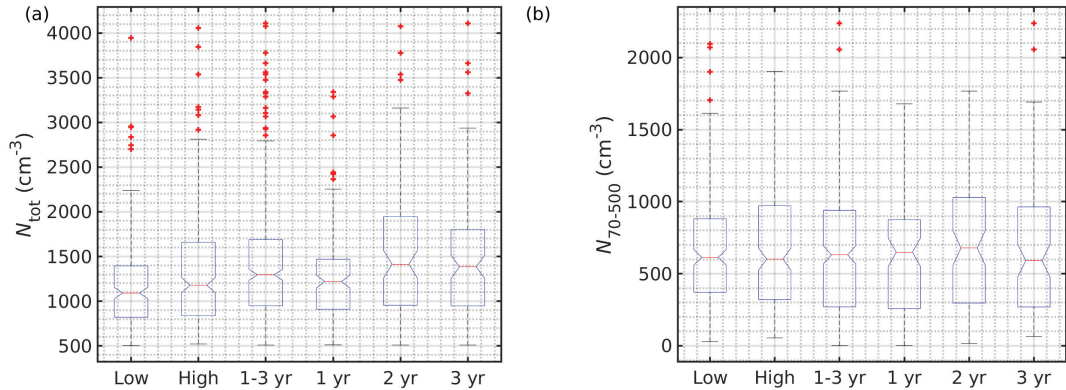 (a)
N_tot (cm⁻³)
4000
3500
3000
2500
2000
1500
1000
500
Low High 1-3 yr 1 yr 2 yr 3 yr
(b)
N_70-500 (cm⁻³)
2000
1500
1000
500
0
Low High 1-3 yr 1 yr 2 yr 3 yr